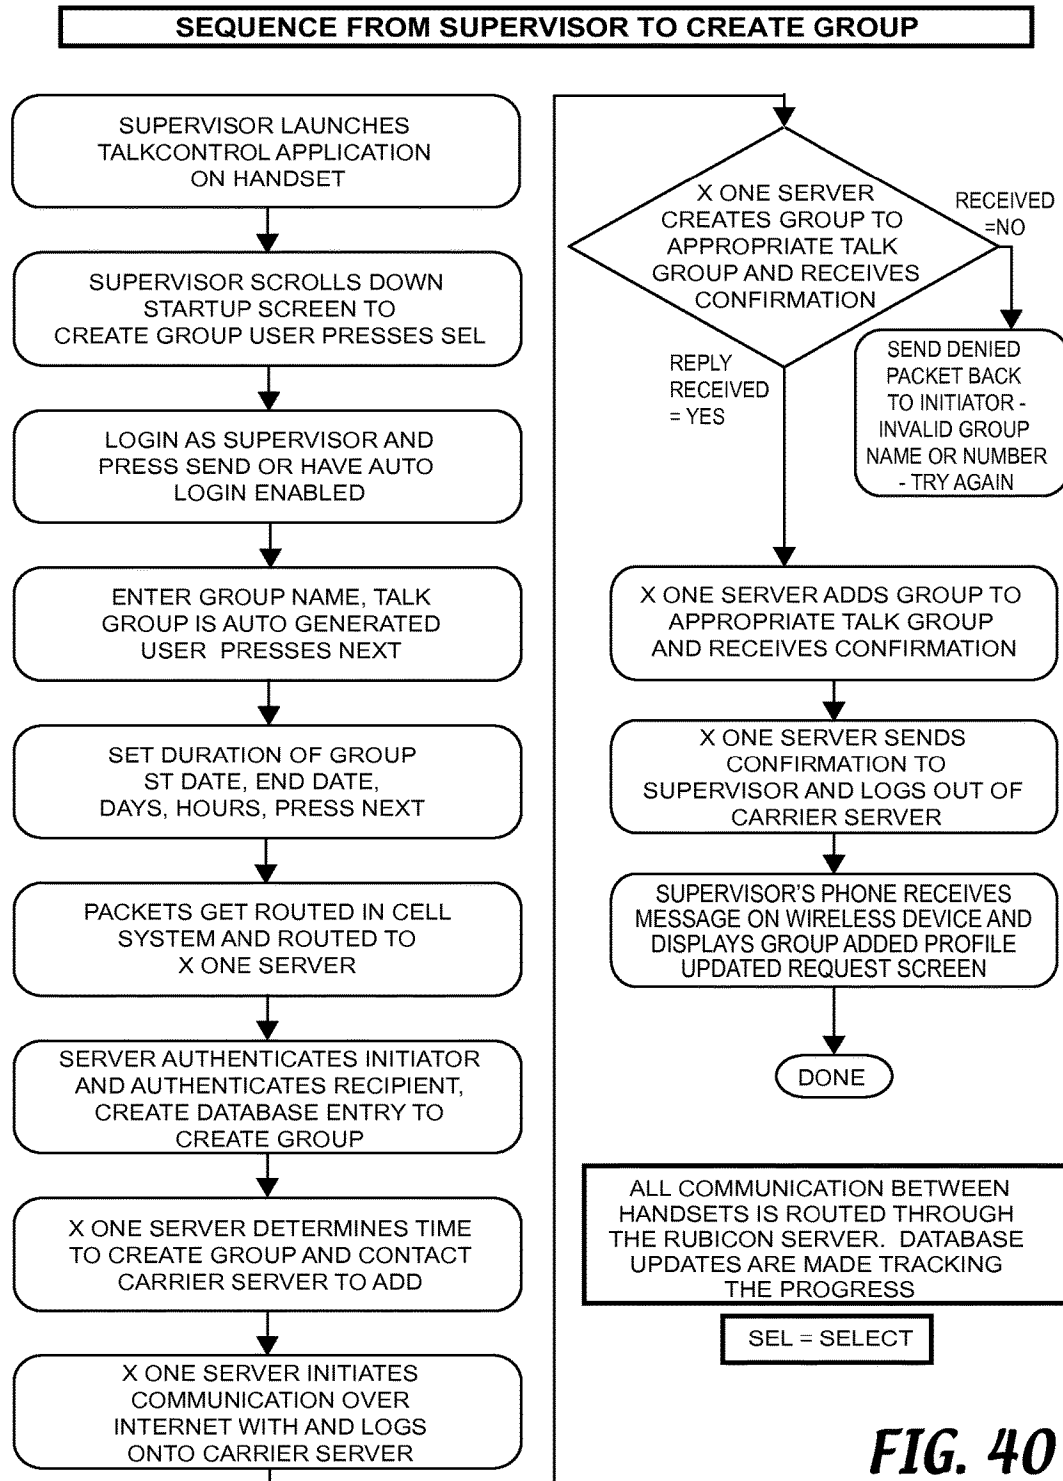 SEQUENCE FROM SUPERVISOR TO CREATE GROUP
SUPERVISOR LAUNCHES
TALKCONTROL APPLICATION
ON HANDSET
SUPERVISOR SCROLLS DOWN
STARTUP SCREEN TO
CREATE GROUP USER PRESSES SEL
LOGIN AS SUPERVISOR AND
PRESS SEND OR HAVE AUTO
LOGIN ENABLED
ENTER GROUP NAME, TALK
GROUP IS AUTO GENERATED
USER PRESSES NEXT
SET DURATION OF GROUP
ST DATE, END DATE,
DAYS, HOURS, PRESS NEXT
PACKETS GET ROUTED IN CELL
SYSTEM AND ROUTED TO
X ONE SERVER
SERVER AUTHENTICATES INITIATOR
AND AUTHENTICATES RECIPIENT,
CREATE DATABASE ENTRY TO
CREATE GROUP
X ONE SERVER DETERMINES TIME
TO CREATE GROUP AND CONTACT
CARRIER SERVER TO ADD
X ONE SERVER INITIATES
COMMUNICATION OVER
INTERNET WITH AND LOGS
ONTO CARRIER SERVER
X ONE SERVER
CREATES GROUP TO
APPROPRIATE TALK
GROUP AND RECEIVES
CONFIRMATION
RECEIVED
=NO
SEND DENIED
PACKET BACK
TO INITIATOR -
INVALID GROUP
NAME OR NUMBER
- TRY AGAIN
REPLY
RECEIVED
= YES
X ONE SERVER ADDS GROUP TO
APPROPRIATE TALK GROUP
AND RECEIVES CONFIRMATION
X ONE SERVER SENDS
CONFIRMATION TO
SUPERVISOR AND LOGS OUT OF
CARRIER SERVER
SUPERVISOR'S PHONE RECEIVES
MESSAGE ON WIRELESS DEVICE AND
DISPLAYS GROUP ADDED PROFILE
UPDATED REQUEST SCREEN
DONE
ALL COMMUNICATION BETWEEN
HANDSETS IS ROUTED THROUGH
THE RUBICON SERVER. DATABASE
UPDATES ARE MADE TRACKING
THE PROGRESS
SEL = SELECT
FIG. 40